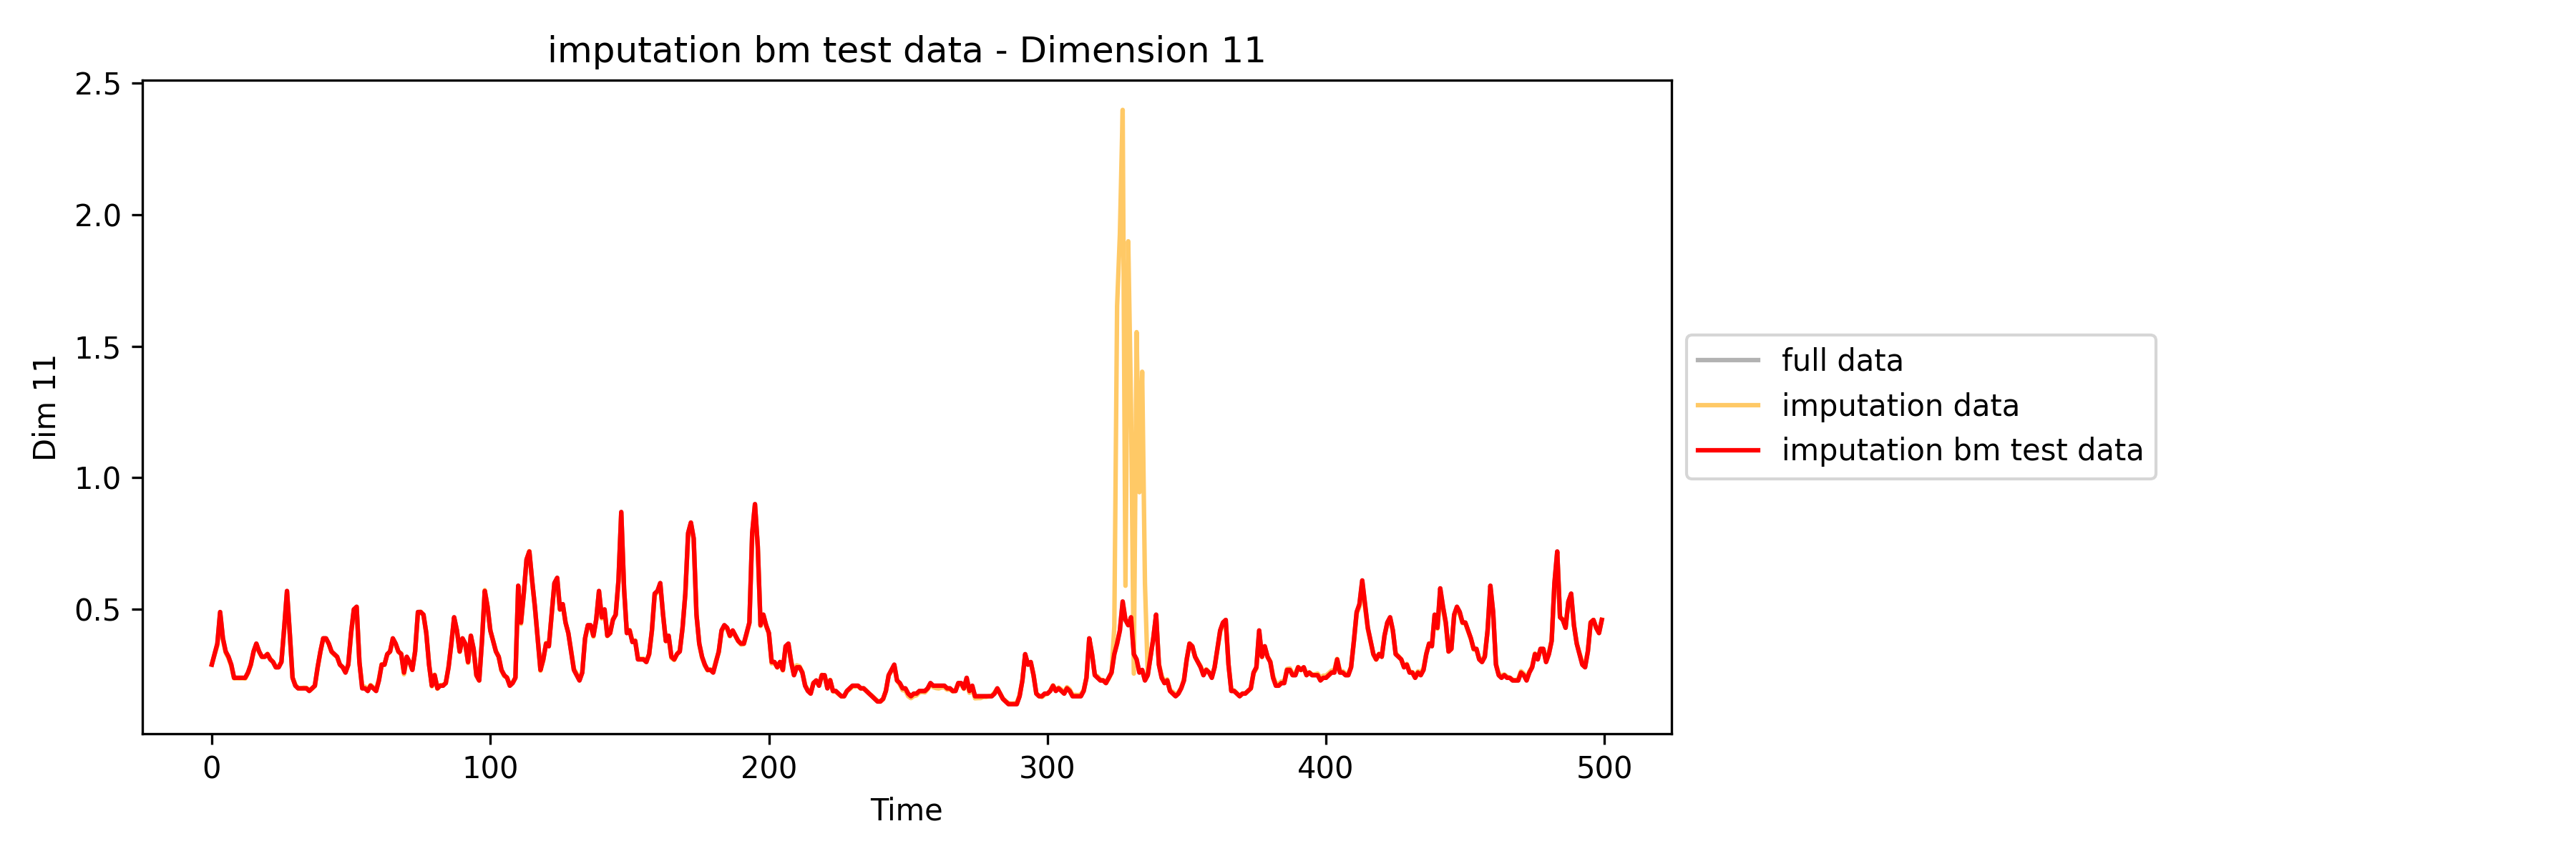 imputation bm test data - Dimension 11
2.5
2.0
1.5
1.0
0.5
Dim 11
0
100
200
300
400
500
Time
full data
imputation data
imputation bm test data